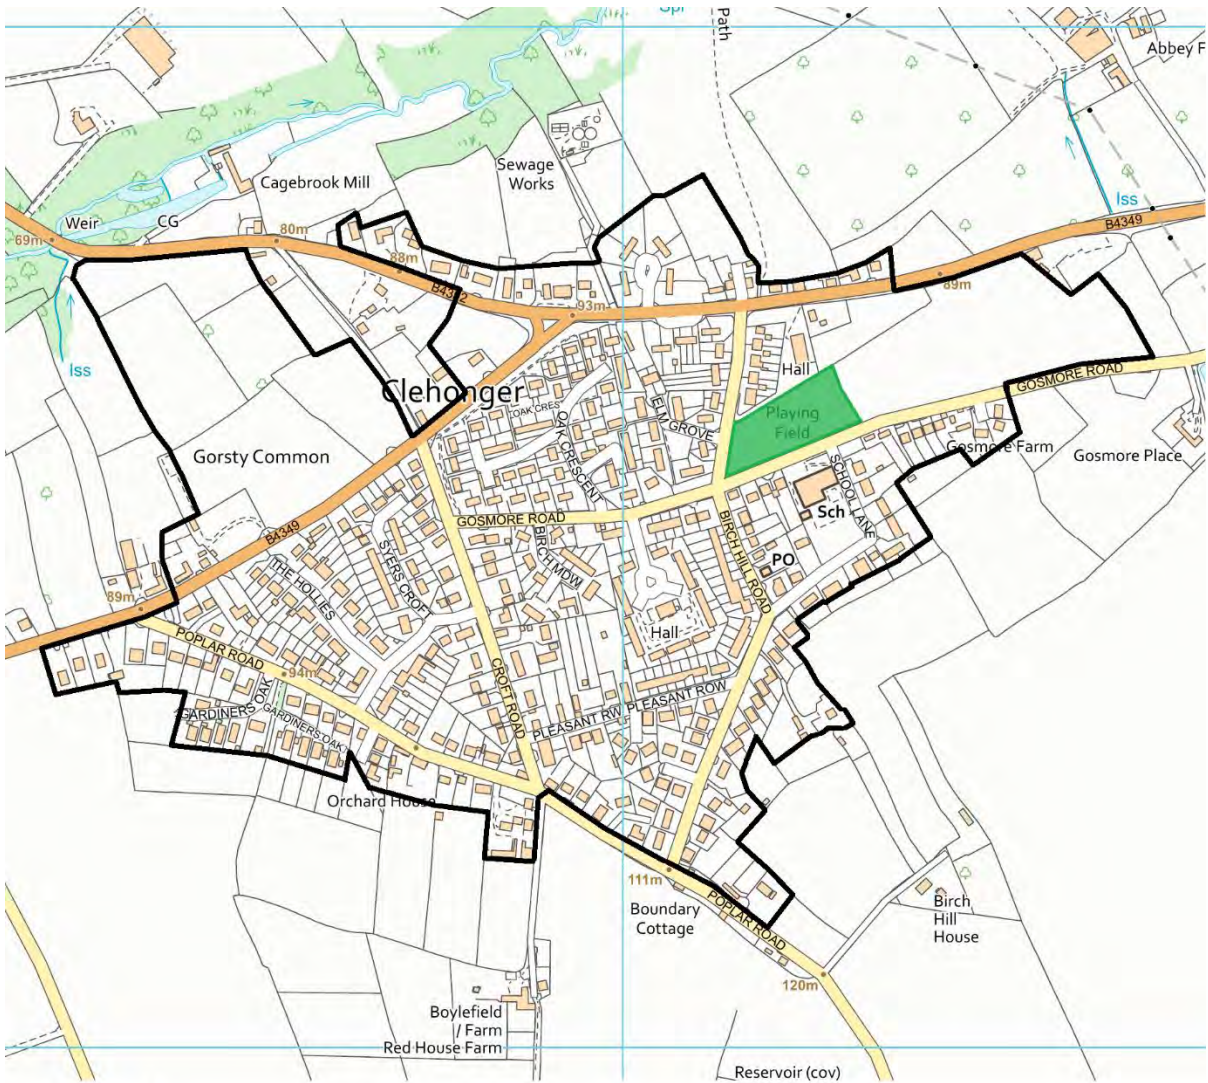 Spr
Path
Abbey F
Sewage
Works
Cagebrook Mill
Weir
CG
Iss
B4349
69m
80m
88m
B4352
93m
89m
Iss
Hall
Clehonger
OAK CRES
OAK CRESCENT
ELM GROVE
Playing
Field
GOSMORE ROAD
Gosmore Farm
Gosmore Place
Gorsty Common
SCHOOL LANE
Sch
GOSMORE ROAD
B4349
BIRCH MDW
BIRCH HILL ROAD
PO
SYERS CROFT
THE HOLLIES
89m
POPLAR ROAD
Hall
94m
CROFT ROAD
GARDINERS OAK
GARDINERS OAK
PLEASANT RW
PLEASANT ROW
Orchard House
111m
POPLAR ROAD
Boundary
Cottage
Birch
Hill
House
120m
Boylefield
/ Farm
Red House Farm
Reservoir (cov)